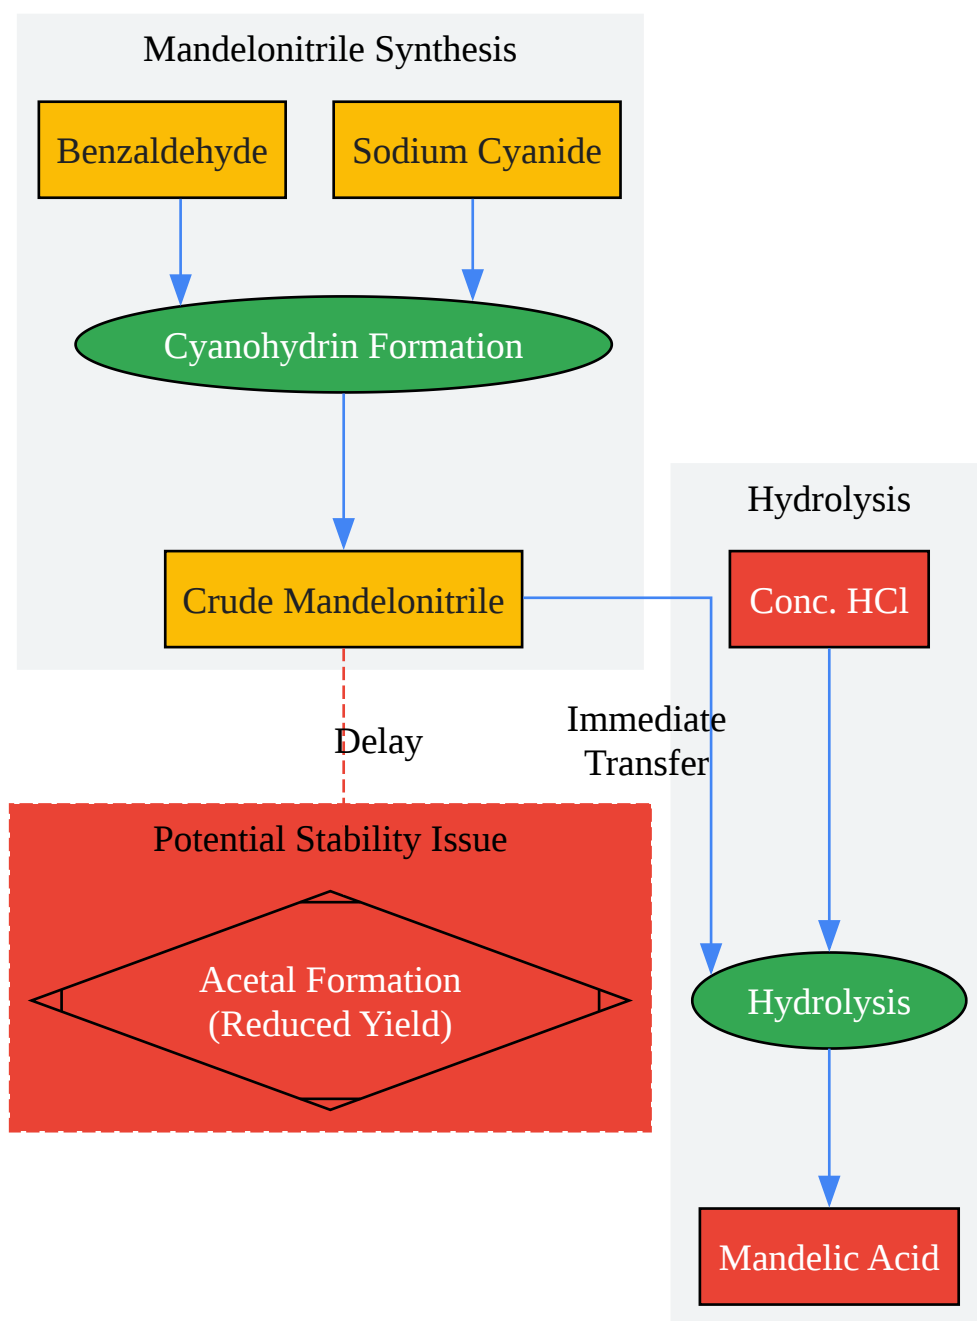 Mandelonitrile Synthesis
Benzaldehyde
Sodium Cyanide
Cyanohydrin Formation
Crude Mandelonitrile
Hydrolysis
Conc. HCl
Immediate
Transfer
Delay
Potential Stability Issue
Acetal Formation
(Reduced Yield)
Hydrolysis
Mandelic Acid